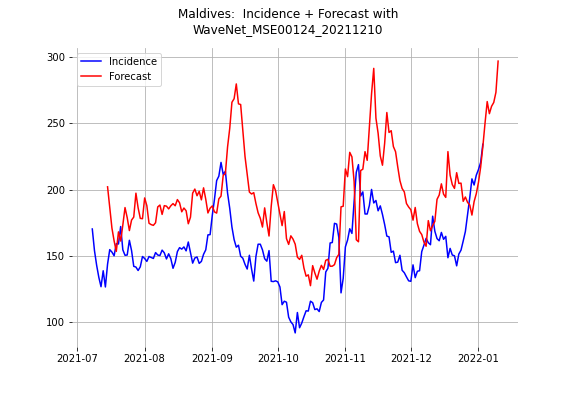 Maldives:  Incidence + Forecast with
WaveNet_MSE00124_20211210
Incidence
Forecast
300
250
200
150
100
2021-07 2021-08 2021-09 2021-10 2021-11 2021-12 2022-01